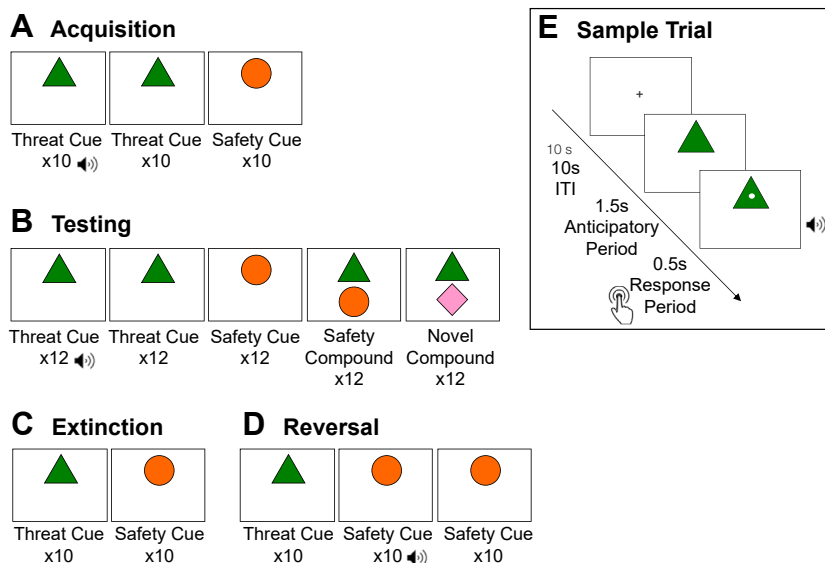 A Acquisition
Threat Cue
x10
Threat Cue
x10
Safety Cue
x10
B Testing
Threat Cue
x12
Threat Cue
x12
Safety Cue
x12
Safety
Compound
x12
Novel
Compound
x12
C Extinction
Threat Cue
x10
Safety Cue
x10
D Reversal
Threat Cue
x10
Safety Cue
x10
Safety Cue
x10
E Sample Trial
+
10 s
10s
ITI
1.5s
Anticipatory
Period
0.5s
Response
Period